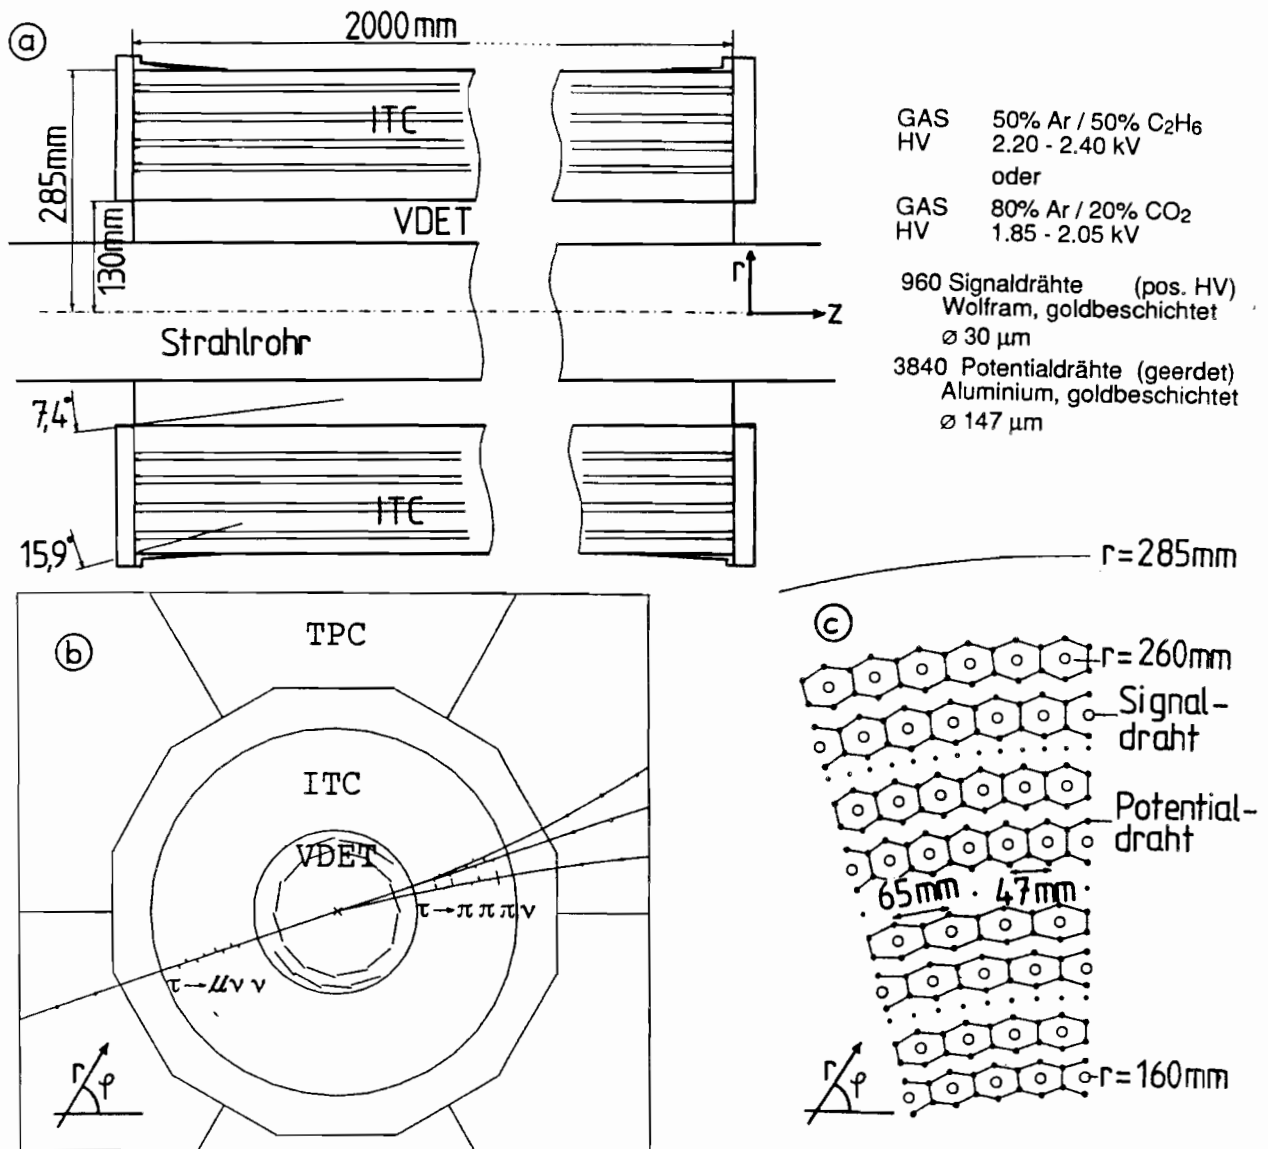 a
2000mm
285mm
130mm
ITC
VDET
r
z
Strahlrohr
7,4°
15,9°
ITC
GAS 50% Ar / 50% C₂H₆
HV 2.20 - 2.40 kV
oder
GAS 80% Ar / 20% CO₂
HV 1.85 - 2.05 kV
960 Signaldrähte (pos. HV)
Wolfram, goldbeschichtet
⌀ 30 µm
3840 Potentialdrähte (geerdet)
Aluminium, goldbeschichtet
⌀ 147 µm
b
TPC
ITC
VDET
τ→πππν
τ→μνν
r
φ
c
r=285mm
r=260mm
Signal-
draht
Potential-
draht
65mm
47mm
r=160mm
r
φ